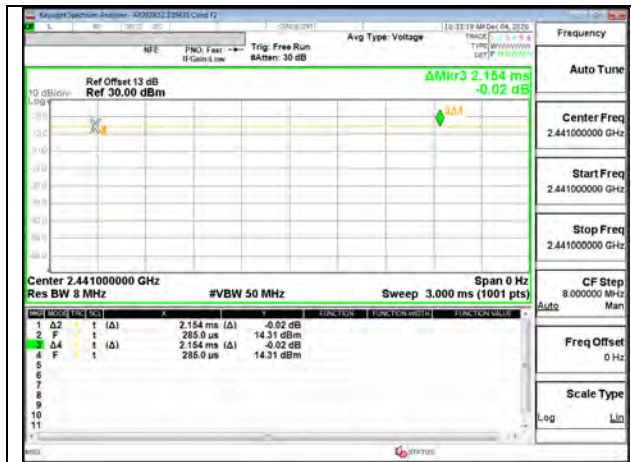 Keysight Spectrum Analyzer
10:33:19 AM Dec 04, 2020
Frequency
NFE
PNO: Fast
IFGain:Low
Trig: Free Run
#Atten: 30 dB
Avg Type: Voltage
TRACE
TYPE
DET
Auto Tune
ΔMkr3 2.154 ms
-0.02 dB
Ref Offset 13 dB
10 dB/div
Ref 30.00 dBm
Log
3Δ4
Center Freq
2.441000000 GHz
Start Freq
2.441000000 GHz
Stop Freq
2.441000000 GHz
Center 2.441000000 GHz
Span 0 Hz
Res BW 8 MHz
#VBW 50 MHz
Sweep 3.000 ms (1001 pts)
CF Step
8.000000 MHz
Auto Man
MKR MODE TRC SCL X Y FUNCTION FUNCTION WIDTH FUNCTION VALUE
1 Δ2 1 t (Δ) 2.154 ms (Δ) -0.02 dB
2 F 1 t 285.0 µs 14.31 dBm
3 Δ4 1 t (Δ) 2.154 ms (Δ) -0.02 dB
4 F 1 t 285.0 µs 14.31 dBm
5
6
7
8
9
10
11
Freq Offset
0 Hz
Scale Type
Log Lin
MSG
STATUS